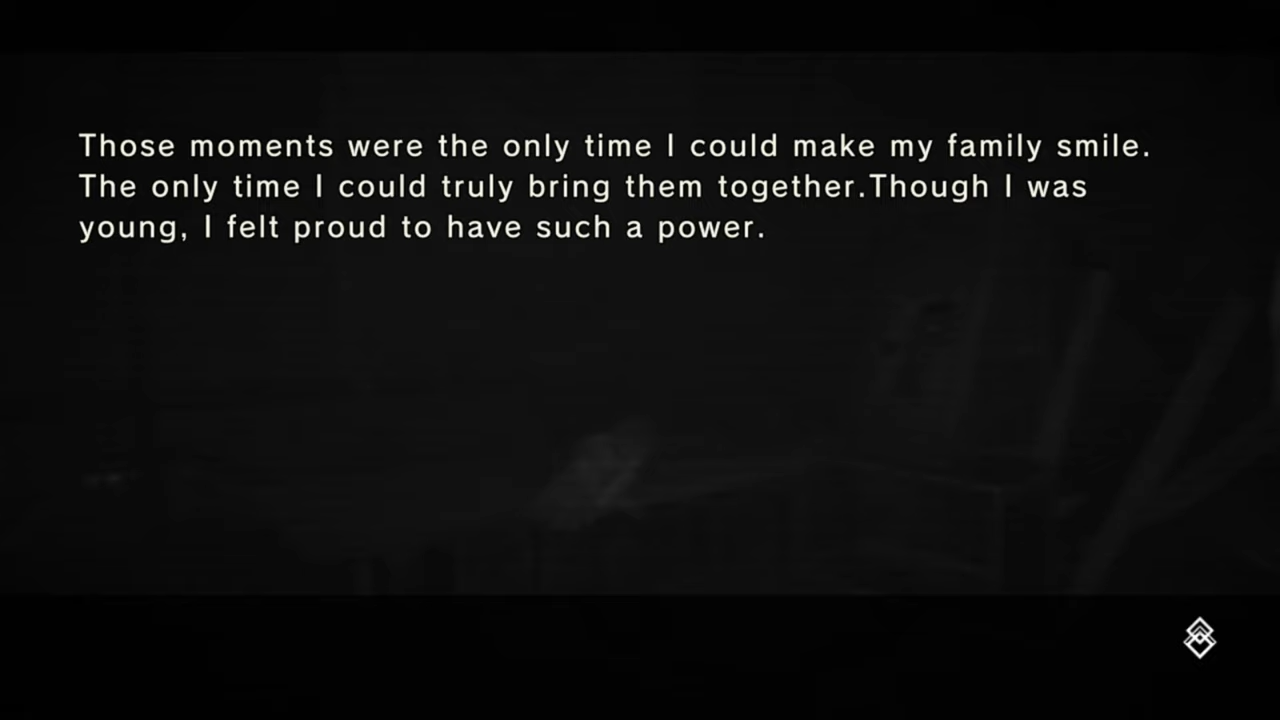 Those moments were the only time I could make my family smile.
The only time I could truly bring them together.Though I was
young, I felt proud to have such a power.